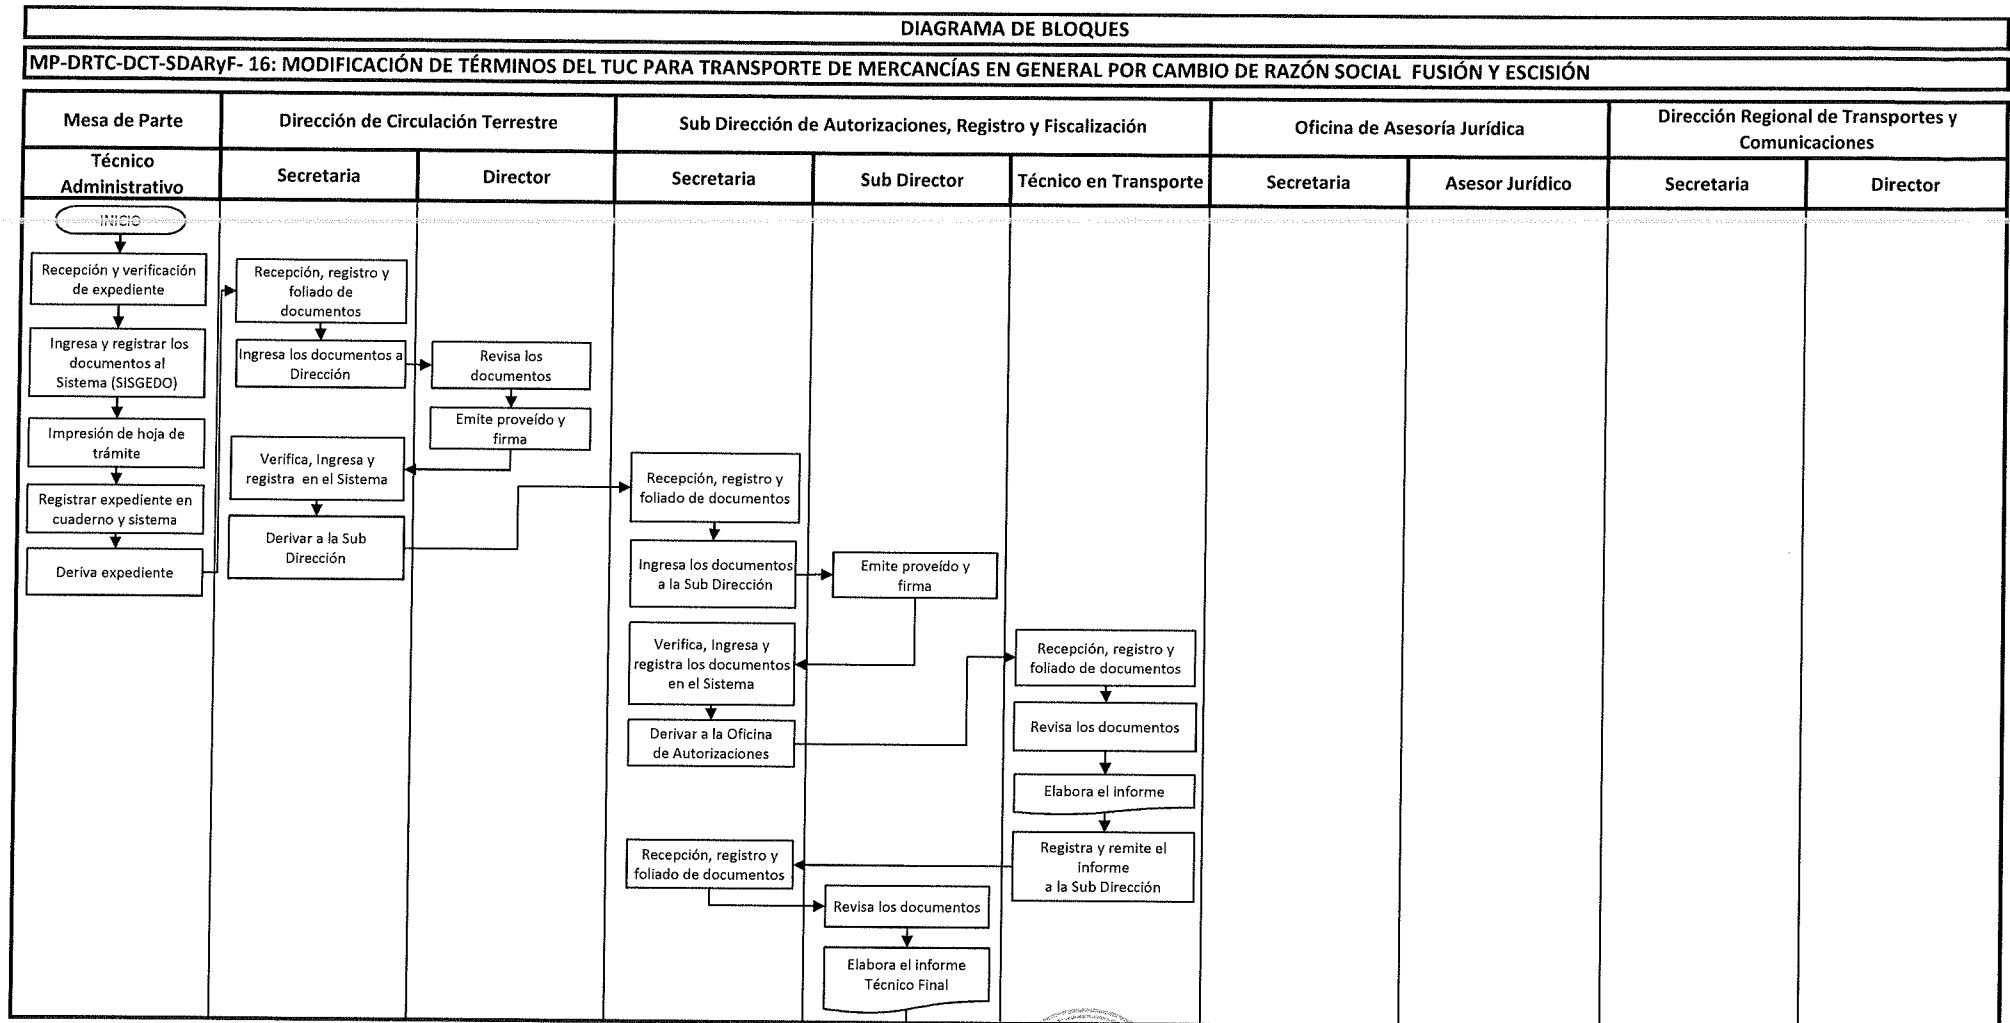 DIAGRAMA DE BLOQUES
MP-DRTC-DCT-SDARyF- 16: MODIFICACIÓN DE TÉRMINOS DEL TUC PARA TRANSPORTE DE MERCANCÍAS EN GENERAL POR CAMBIO DE RAZÓN SOCIAL FUSIÓN Y ESCISIÓN
Mesa de Parte
Dirección de Circulación Terrestre
Sub Dirección de Autorizaciones, Registro y Fiscalización
Oficina de Asesoría Jurídica
Dirección Regional de Transportes y
Comunicaciones
Técnico
Administrativo
Secretaria
Director
Secretaria
Sub Director
Técnico en Transporte
Secretaria
Asesor Jurídico
Secretaria
Director
INICIO
Recepción y verificación
de expediente
Ingresa y registrar los
documentos al
Sistema (SISGEDO)
Impresión de hoja de
trámite
Registrar expediente en
cuaderno y sistema
Deriva expediente
Recepción, registro y
foliado de
documentos
Ingresa los documentos a
Dirección
Revisa los
documentos
Emite proveído y
firma
Verifica, Ingresa y
registra en el Sistema
Derivar a la Sub
Dirección
Recepción, registro y
foliado de documentos
Ingresa los documentos
a la Sub Dirección
Emite proveído y
firma
Verifica, Ingresa y
registra los documentos
en el Sistema
Derivar a la Oficina
de Autorizaciones
Recepción, registro y
foliado de documentos
Revisa los documentos
Elabora el informe
Registra y remite el
informe
a la Sub Dirección
Recepción, registro y
foliado de documentos
Revisa los documentos
Elabora el informe
Técnico Final